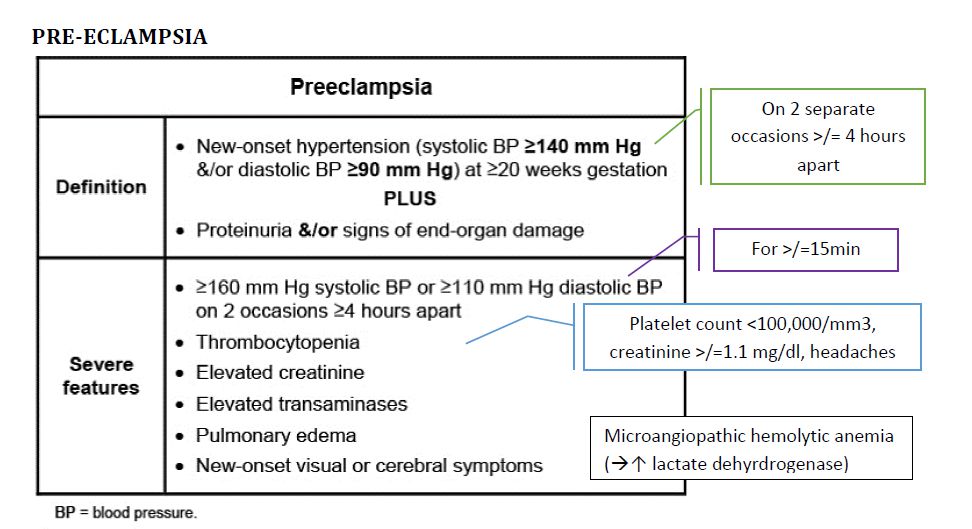 PRE-ECLAMPSIA
Preeclampsia
Definition
• New-onset hypertension (systolic BP ≥140 mm Hg
&/or diastolic BP ≥90 mm Hg) at ≥20 weeks gestation
PLUS
• Proteinuria &/or signs of end-organ damage
On 2 separate
occasions >/= 4 hours
apart
For >/=15min
Severe
features
• ≥160 mm Hg systolic BP or ≥110 mm Hg diastolic BP
on 2 occasions ≥4 hours apart
• Thrombocytopenia
• Elevated creatinine
• Elevated transaminases
• Pulmonary edema
• New-onset visual or cerebral symptoms
Platelet count <100,000/mm3,
creatinine >/=1.1 mg/dl, headaches
Microangiopathic hemolytic anemia
(→↑ lactate dehyrdrogenase)
BP = blood pressure.